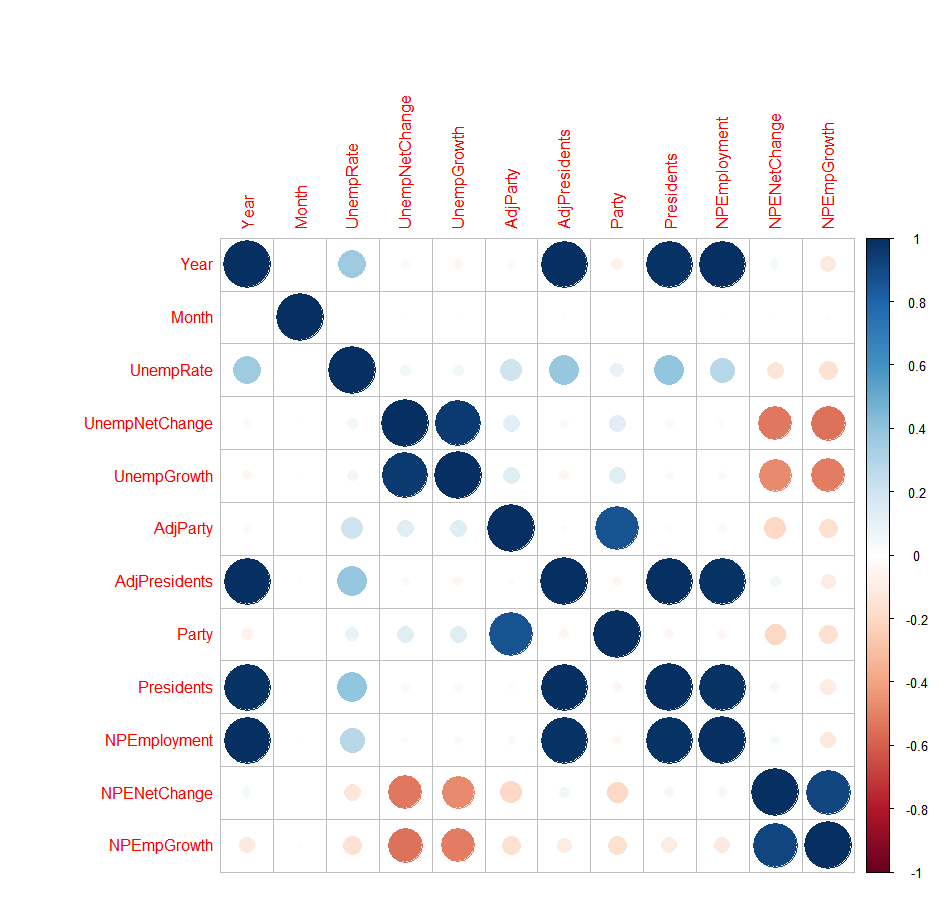 Year
Month
UnempRate
UnempNetChange
UnempGrowth
AdjParty
AdjPresidents
Party
Presidents
NPEmployment
NPENetChange
NPEmpGrowth
Year
Month
UnempRate
UnempNetChange
UnempGrowth
AdjParty
AdjPresidents
Party
Presidents
NPEmployment
NPENetChange
NPEmpGrowth
1
0.8
0.6
0.4
0.2
0
-0.2
-0.4
-0.6
-0.8
-1